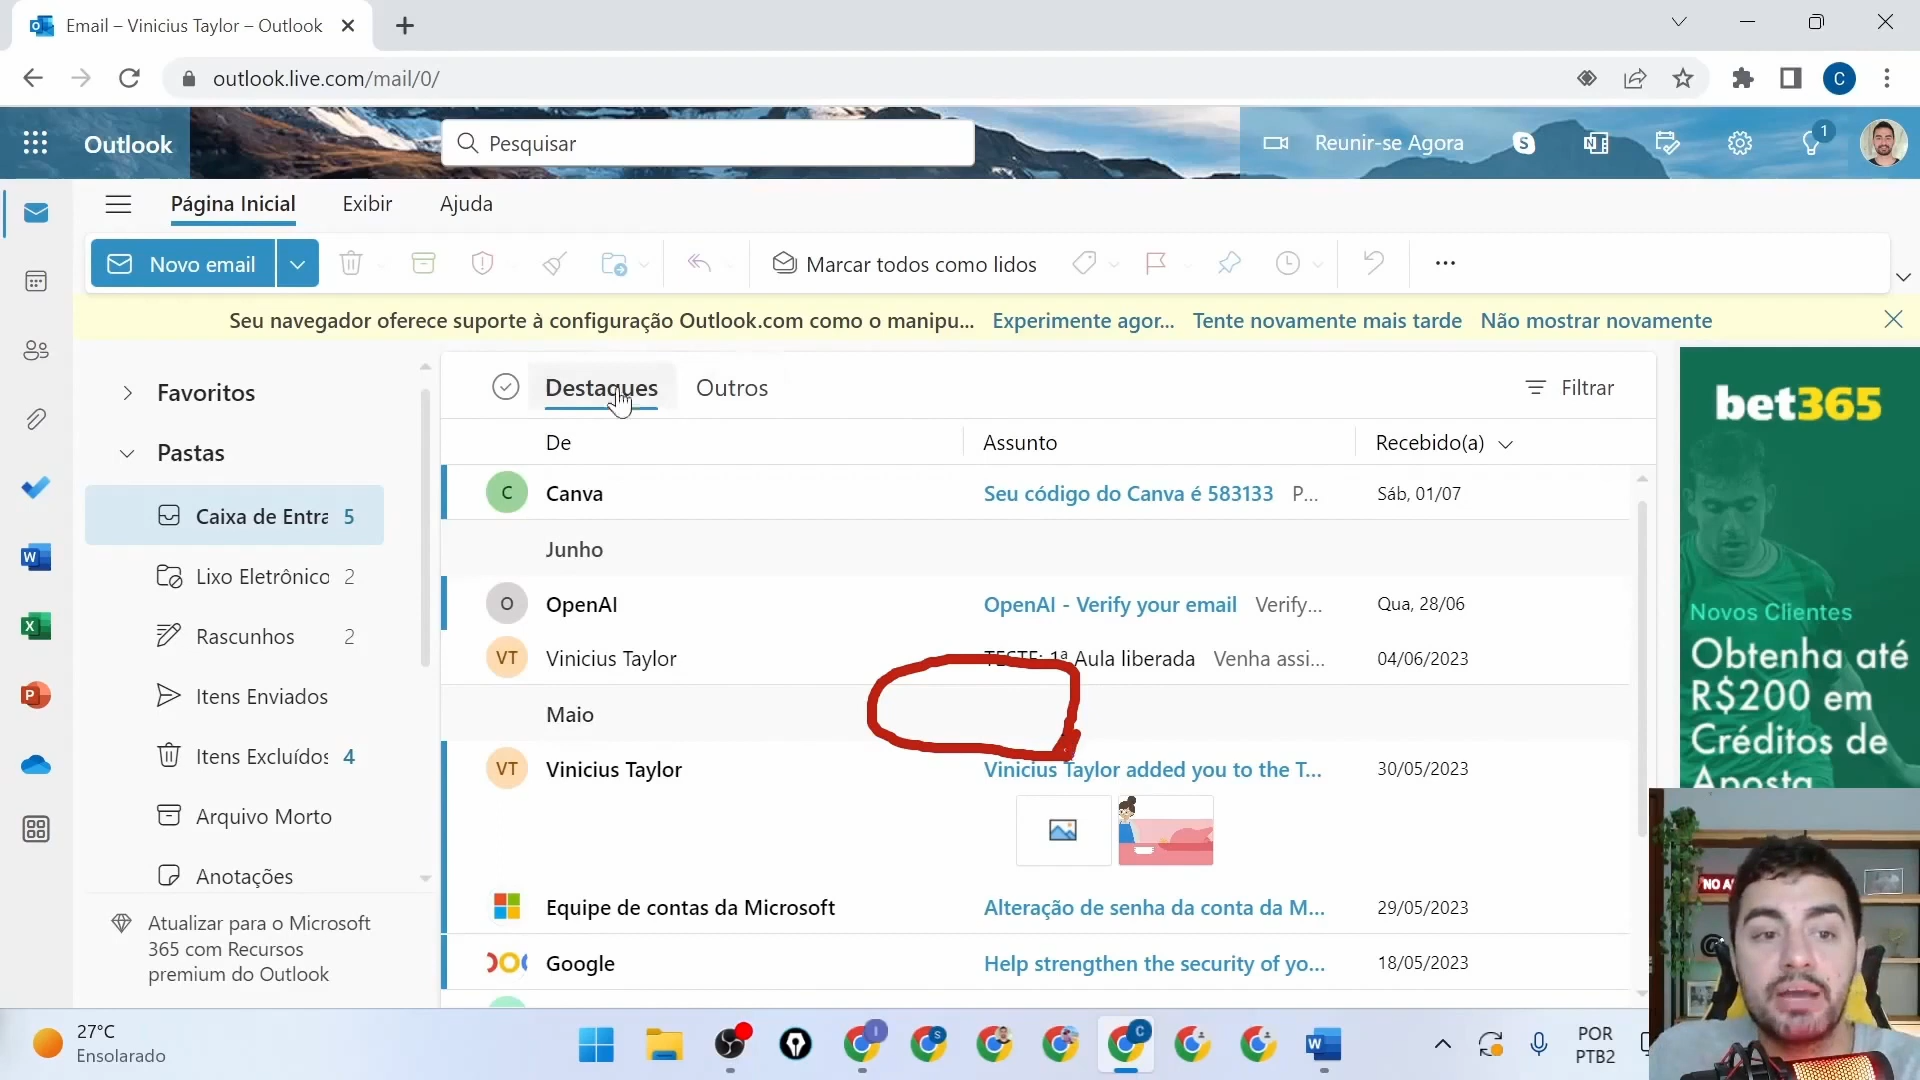 Email – Vinicius Taylor – Outlook
outlook.live.com/mail/0/
C
Outlook
Pesquisar
Reunir-se Agora
1
Página Inicial
Exibir
Ajuda
Novo email
Marcar todos como lidos
Seu navegador oferece suporte à configuração Outlook.com como o manipu...
Experimente agor...
Tente novamente mais tarde
Não mostrar novamente
Favoritos
Pastas
Caixa de Entra 5
Lixo Eletrônico 2
Rascunhos 2
Itens Enviados
Itens Excluídos 4
Arquivo Morto
Anotações
Atualizar para o Microsoft
365 com Recursos
premium do Outlook
Destaques
Outros
Filtrar
De
Assunto
Recebido(a)
C Canva Seu código do Canva é 583133 P... Sáb, 01/07
Junho
O OpenAI OpenAI - Verify your email Verify... Qua, 28/06
VT Vinicius Taylor TESTE: 1ª Aula liberada Venha assi... 04/06/2023
Maio
VT Vinicius Taylor Vinicius Taylor added you to the T... 30/05/2023
Equipe de contas da Microsoft Alteração de senha da conta da M... 29/05/2023
Google Help strengthen the security of yo... 18/05/2023
bet365
Novos Clientes
Obtenha até
R$200 em
Créditos de
Aposta
NO A
27°C
Ensolarado
I
S
C
W
POR
PTB2